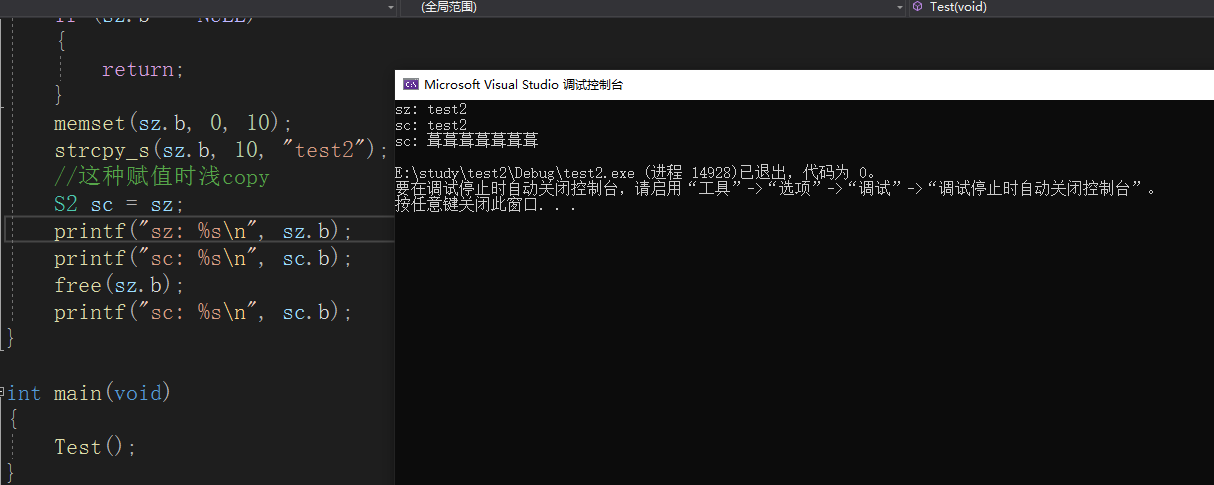 (全局范围)
Test(void)
{
return;
}
memset(sz.b, 0, 10);
strcpy_s(sz.b, 10, "test2");
//这种赋值时浅copy
S2 sc = sz;
printf("sz: %s\n", sz.b);
printf("sc: %s\n", sc.b);
free(sz.b);
printf("sc: %s\n", sc.b);
}
int main(void)
{
Test();
}
Microsoft Visual Studio 调试控制台
sz: test2
sc: test2
sc: 葺葺葺葺葺葺葺
E:\study\test2\Debug\test2.exe (进程 14928)已退出，代码为 0。
要在调试停止时自动关闭控制台，请启用“工具”->“选项”->“调试”->“调试停止时自动关闭控制台”。
按任意键关闭此窗口. . .